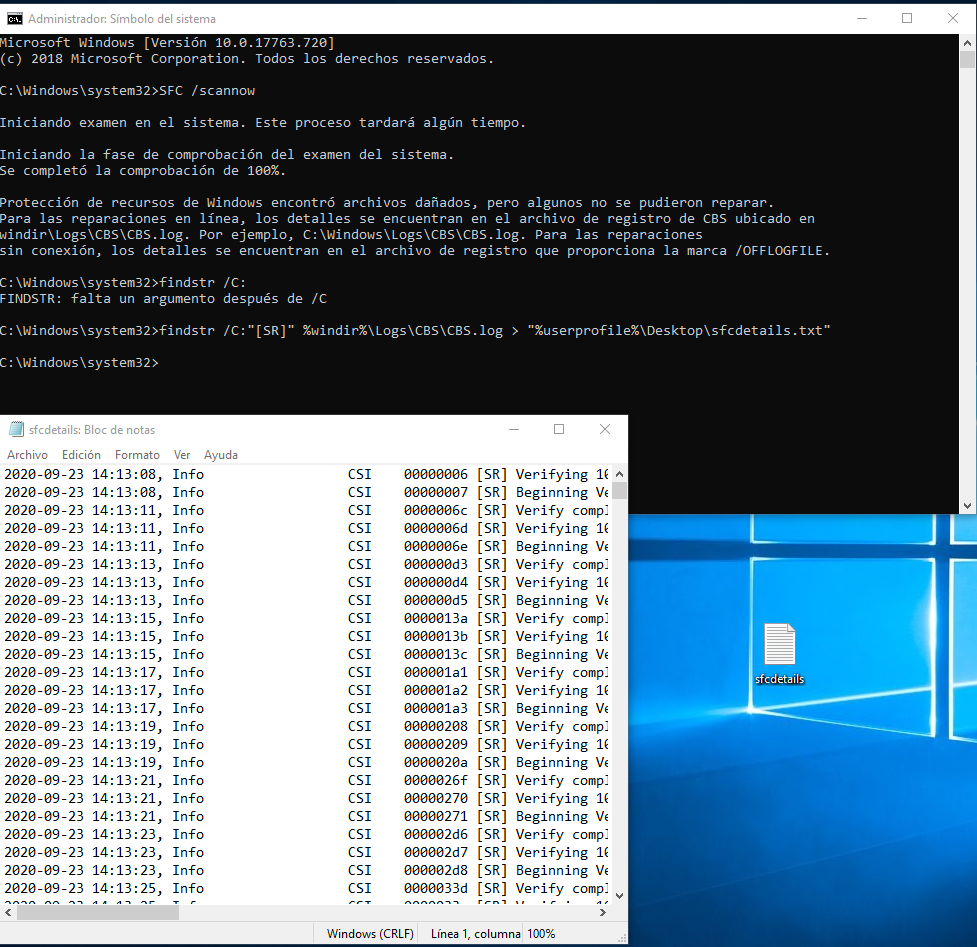 Administrador: Símbolo del sistema
Microsoft Windows [Versión 10.0.17763.720]
(c) 2018 Microsoft Corporation. Todos los derechos reservados.
C:\Windows\system32>SFC /scannow
Iniciando examen en el sistema. Este proceso tardará algún tiempo.
Iniciando la fase de comprobación del examen del sistema.
Se completó la comprobación de 100%.
Protección de recursos de Windows encontró archivos dañados, pero algunos no se pudieron reparar.
Para las reparaciones en línea, los detalles se encuentran en el archivo de registro de CBS ubicado en
windir\Logs\CBS\CBS.log. Por ejemplo, C:\Windows\Logs\CBS\CBS.log. Para las reparaciones
sin conexión, los detalles se encuentran en el archivo de registro que proporciona la marca /OFFLOGFILE.
C:\Windows\system32>findstr /C:
FINDSTR: falta un argumento después de /C
C:\Windows\system32>findstr /C:"[SR]" %windir%\Logs\CBS\CBS.log > "%userprofile%\Desktop\sfcdetails.txt"
C:\Windows\system32>
sfcdetails: Bloc de notas
Archivo Edición Formato Ver Ayuda
2020-09-23 14:13:08, Info CSI 00000006 [SR] Verifying 10
2020-09-23 14:13:08, Info CSI 00000007 [SR] Beginning Ve
2020-09-23 14:13:11, Info CSI 0000006c [SR] Verify compl
2020-09-23 14:13:11, Info CSI 0000006d [SR] Verifying 10
2020-09-23 14:13:11, Info CSI 0000006e [SR] Beginning Ve
2020-09-23 14:13:13, Info CSI 000000d3 [SR] Verify compl
2020-09-23 14:13:13, Info CSI 000000d4 [SR] Verifying 10
2020-09-23 14:13:13, Info CSI 000000d5 [SR] Beginning Ve
2020-09-23 14:13:15, Info CSI 0000013a [SR] Verify compl
2020-09-23 14:13:15, Info CSI 0000013b [SR] Verifying 10
2020-09-23 14:13:15, Info CSI 0000013c [SR] Beginning Ve
2020-09-23 14:13:17, Info CSI 000001a1 [SR] Verify compl
2020-09-23 14:13:17, Info CSI 000001a2 [SR] Verifying 10
2020-09-23 14:13:17, Info CSI 000001a3 [SR] Beginning Ve
2020-09-23 14:13:19, Info CSI 00000208 [SR] Verify compl
2020-09-23 14:13:19, Info CSI 00000209 [SR] Verifying 10
2020-09-23 14:13:19, Info CSI 0000020a [SR] Beginning Ve
2020-09-23 14:13:21, Info CSI 0000026f [SR] Verify compl
2020-09-23 14:13:21, Info CSI 00000270 [SR] Verifying 10
2020-09-23 14:13:21, Info CSI 00000271 [SR] Beginning Ve
2020-09-23 14:13:23, Info CSI 000002d6 [SR] Verify compl
2020-09-23 14:13:23, Info CSI 000002d7 [SR] Verifying 10
2020-09-23 14:13:23, Info CSI 000002d8 [SR] Beginning Ve
2020-09-23 14:13:25, Info CSI 0000033d [SR] Verify compl
Windows (CRLF) Línea 1, columna 100%
sfcdetails